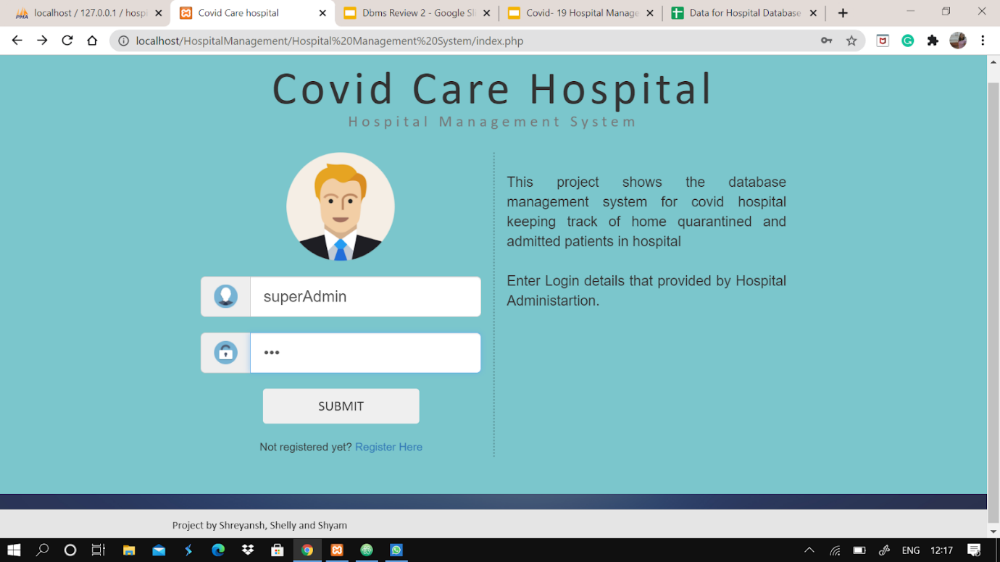 localhost / 127.0.0.1 / hospi
Covid Care hospital
Dbms Review 2 - Google Sli
Covid- 19 Hospital Manage
Data for Hospital Database
localhost/HospitalManagement/Hospital%20Management%20System/index.php
Covid Care Hospital
Hospital Management System
superAdmin
•••
SUBMIT
Not registered yet? Register Here
This project shows the database
management system for covid hospital
keeping track of home quarantined and
admitted patients in hospital
Enter Login details that provided by Hospital
Administartion.
Project by Shreyansh, Shelly and Shyam
ENG 12:17